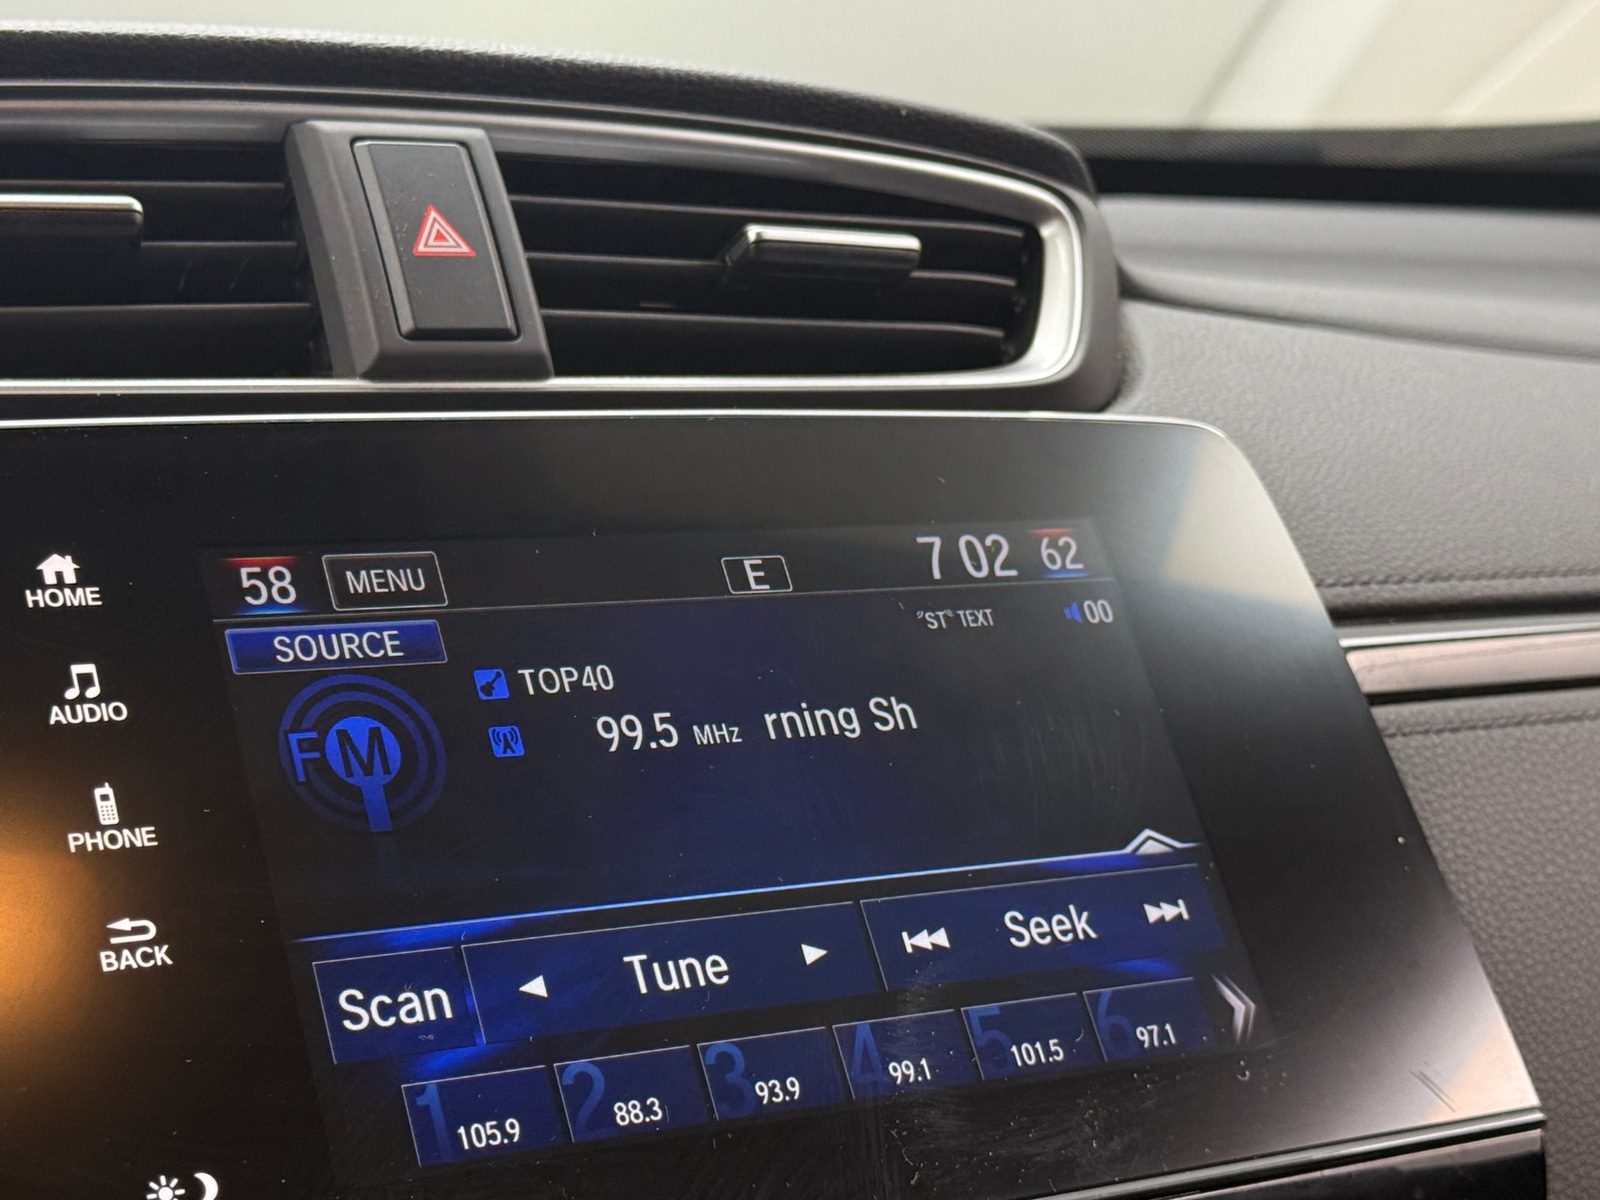 58 MENU E 7 02 62
"ST" TEXT 00
HOME
SOURCE
TOP40
AUDIO
FM
99.5 MHz rning Sh
PHONE
BACK
Scan Tune Seek
1 105.9 2 88.3 3 93.9 4 99.1 5 101.5 6 97.1